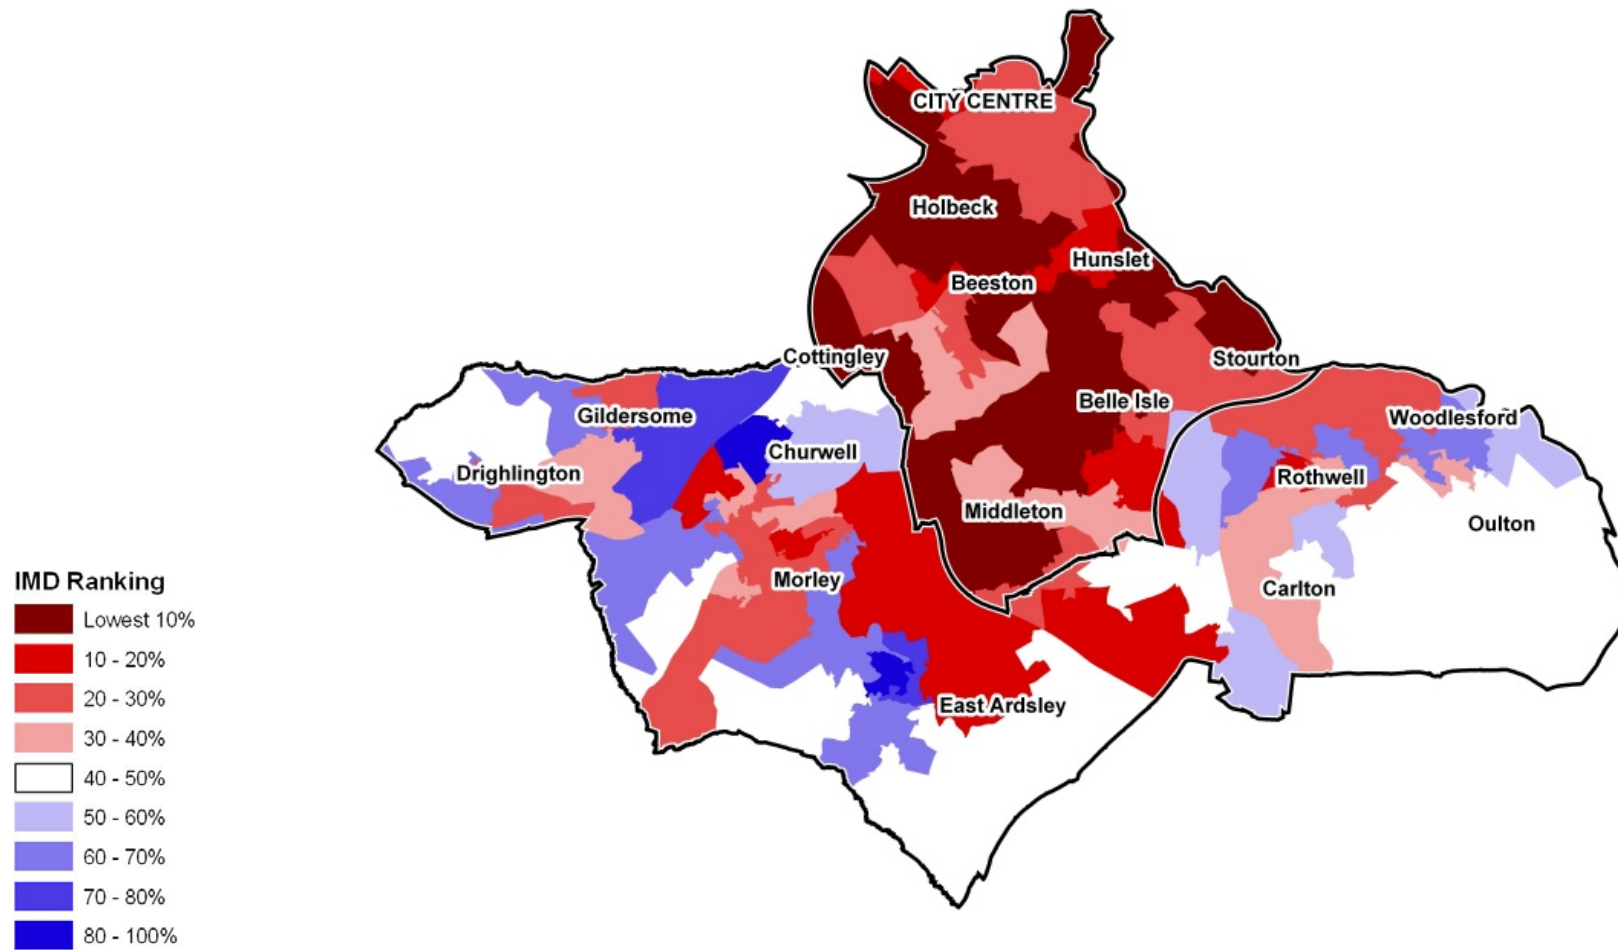 CITY CENTRE
Holbeck
Hunslet
Beeston
Cottingley
Stourton
Belle Isle
Gildersome
Woodlesford
Churwell
Drighlington
Rothwell
Middleton
Oulton
Morley
Carlton
East Ardsley
IMD Ranking
Lowest 10%
10 - 20%
20 - 30%
30 - 40%
40 - 50%
50 - 60%
60 - 70%
70 - 80%
80 - 100%